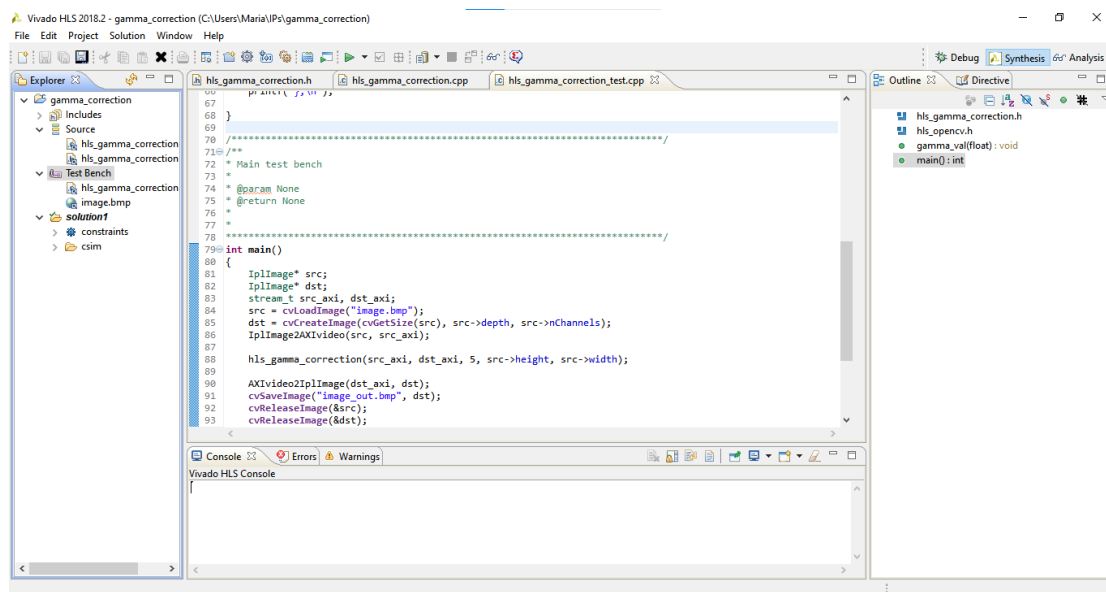 Vivado HLS 2018.2 - gamma_correction (C:\Users\Maria\IPs\gamma_correction)
File Edit Project Solution Window Help
Debug Synthesis Analysis
Explorer
gamma_correction
Includes
Source
hls_gamma_correction
hls_gamma_correction
Test Bench
hls_gamma_correction
image.bmp
solution1
constraints
csim
hls_gamma_correction.h hls_gamma_correction.cpp hls_gamma_correction_test.cpp
66 printf("};\n");
67
68 }
69
70 /*************************************************************************/
71 /**
72 * Main test bench
73 *
74 * @param None
75 * @return None
76 *
77 *
78 *************************************************************************/
79 int main()
80 {
81 IplImage* src;
82 IplImage* dst;
83 stream_t src_axi, dst_axi;
84 src = cvLoadImage("image.bmp");
85 dst = cvCreateImage(cvGetSize(src), src->depth, src->nChannels);
86 IplImage2AXIvideo(src, src_axi);
87
88 hls_gamma_correction(src_axi, dst_axi, 5, src->height, src->width);
89
90 AXIvideo2IplImage(dst_axi, dst);
91 cvSaveImage("image_out.bmp", dst);
92 cvReleaseImage(&src);
93 cvReleaseImage(&dst);
Console Errors Warnings
Vivado HLS Console
Outline Directive
hls_gamma_correction.h
hls_opencv.h
gamma_val(float) : void
main() : int